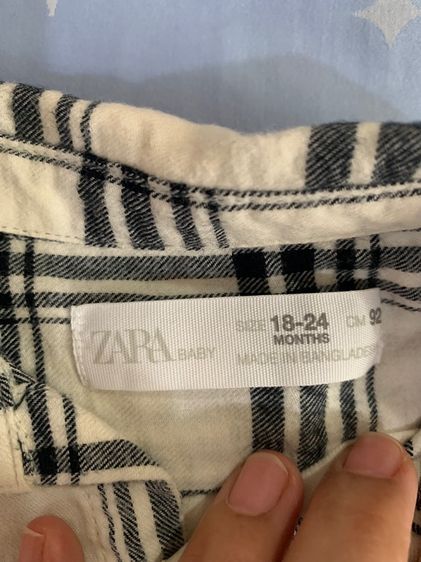 ZARA BABY
SIZE 18-24 MONTHS CM 92
MADE IN BANGLADESH